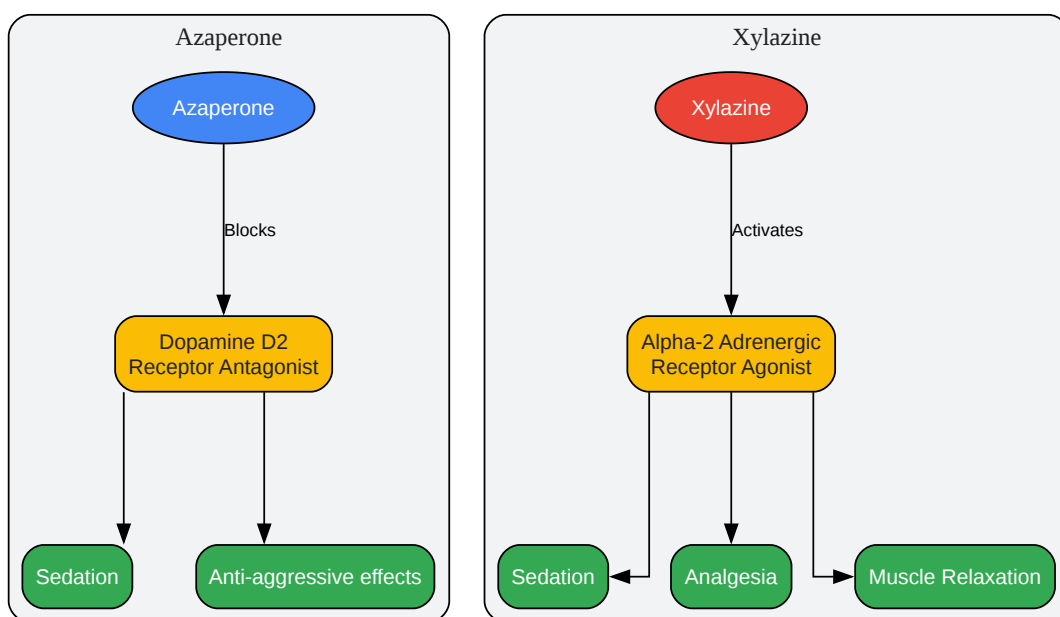 Azaperone
Azaperone
Blocks
Dopamine D2
Receptor Antagonist
Sedation
Anti-aggressive effects
Xylazine
Xylazine
Activates
Alpha-2 Adrenergic
Receptor Agonist
Sedation
Analgesia
Muscle Relaxation